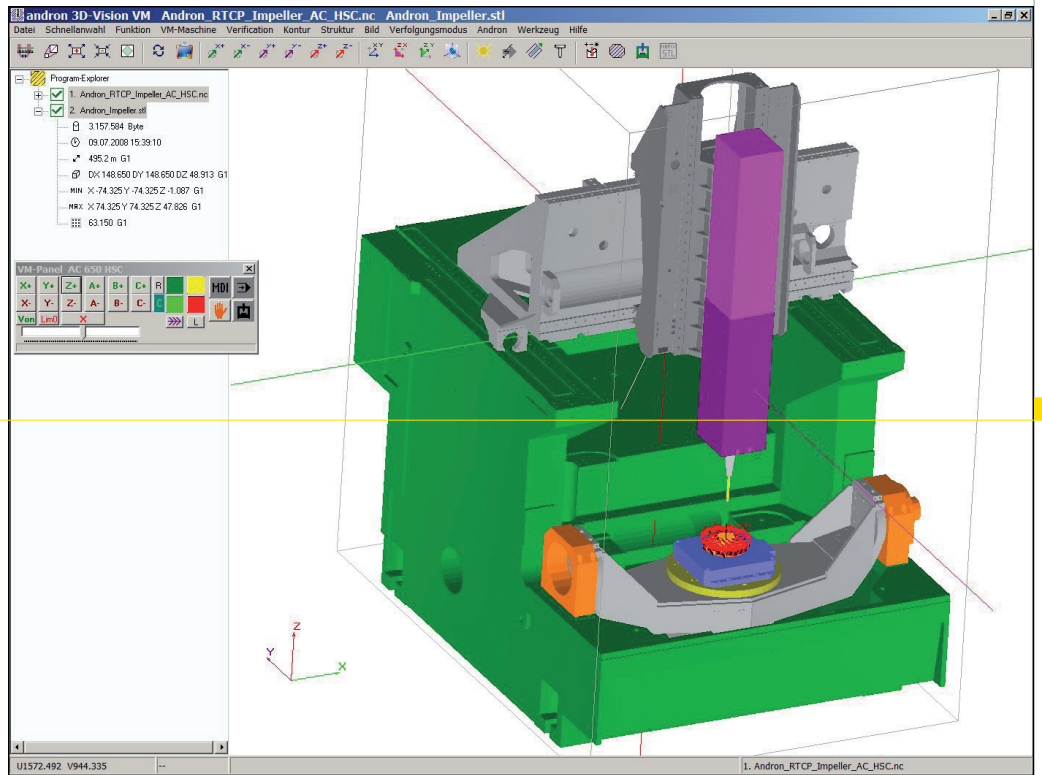 andron 3D-Vision VM   Andron_RTCP_Impeller_AC_HSC.nc   Andron_Impeller.stl
Datei Schnellanwahl Funktion VM-Maschine Verification Kontur Struktur Bild Verfolgungsmodus Andron Werkzeug Hilfe
X+ X- Y+ Y- Z+ Z- XY ZX ZY
Program-Explorer
1. Andron_RTCP_Impeller_AC_HSC.nc
2. Andron_Impeller.stl
3.157.584 Byte
09.07.2008 15:39:10
495.2 m G1
DX 148.650 DY 148.650 DZ 48.913 G1
MIN X -74.325 Y -74.325 Z -1.087 G1
MAX X 74.325 Y 74.325 Z 47.826 G1
63.150 G1
VM-Panel AC 650 HSC
X+ Y+ Z+ A+ B+ C+ R MDI
X- Y- Z- A- B- C- C
Von Lim0 X L
Z
Y
X
U1572.492 V944.335
--
1. Andron_RTCP_Impeller_AC_HSC.nc